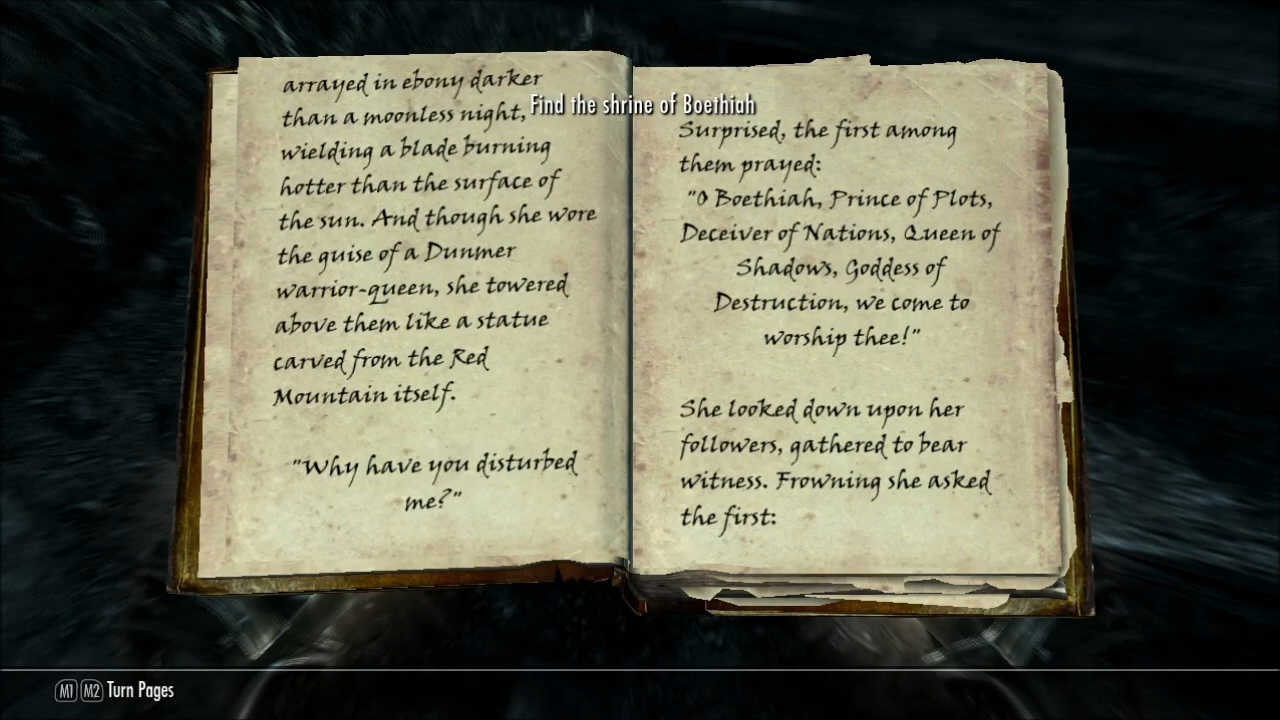 arrayed in ebony darker
than a moonless night,
wielding a blade burning
hotter than the surface of
the sun. And though she wore
the guise of a Dunmer
warrior-queen, she towered
above them like a statue
carved from the Red
Mountain itself.
"Why have you disturbed
me?"
Find the shrine of Boethiah
Surprised, the first among
them prayed:
"O Boethiah, Prince of Plots,
Deceiver of Nations, Queen of
Shadows, Goddess of
Destruction, we come to
worship thee!"
She looked down upon her
followers, gathered to bear
witness. Frowning she asked
the first:
M1 M2 Turn Pages